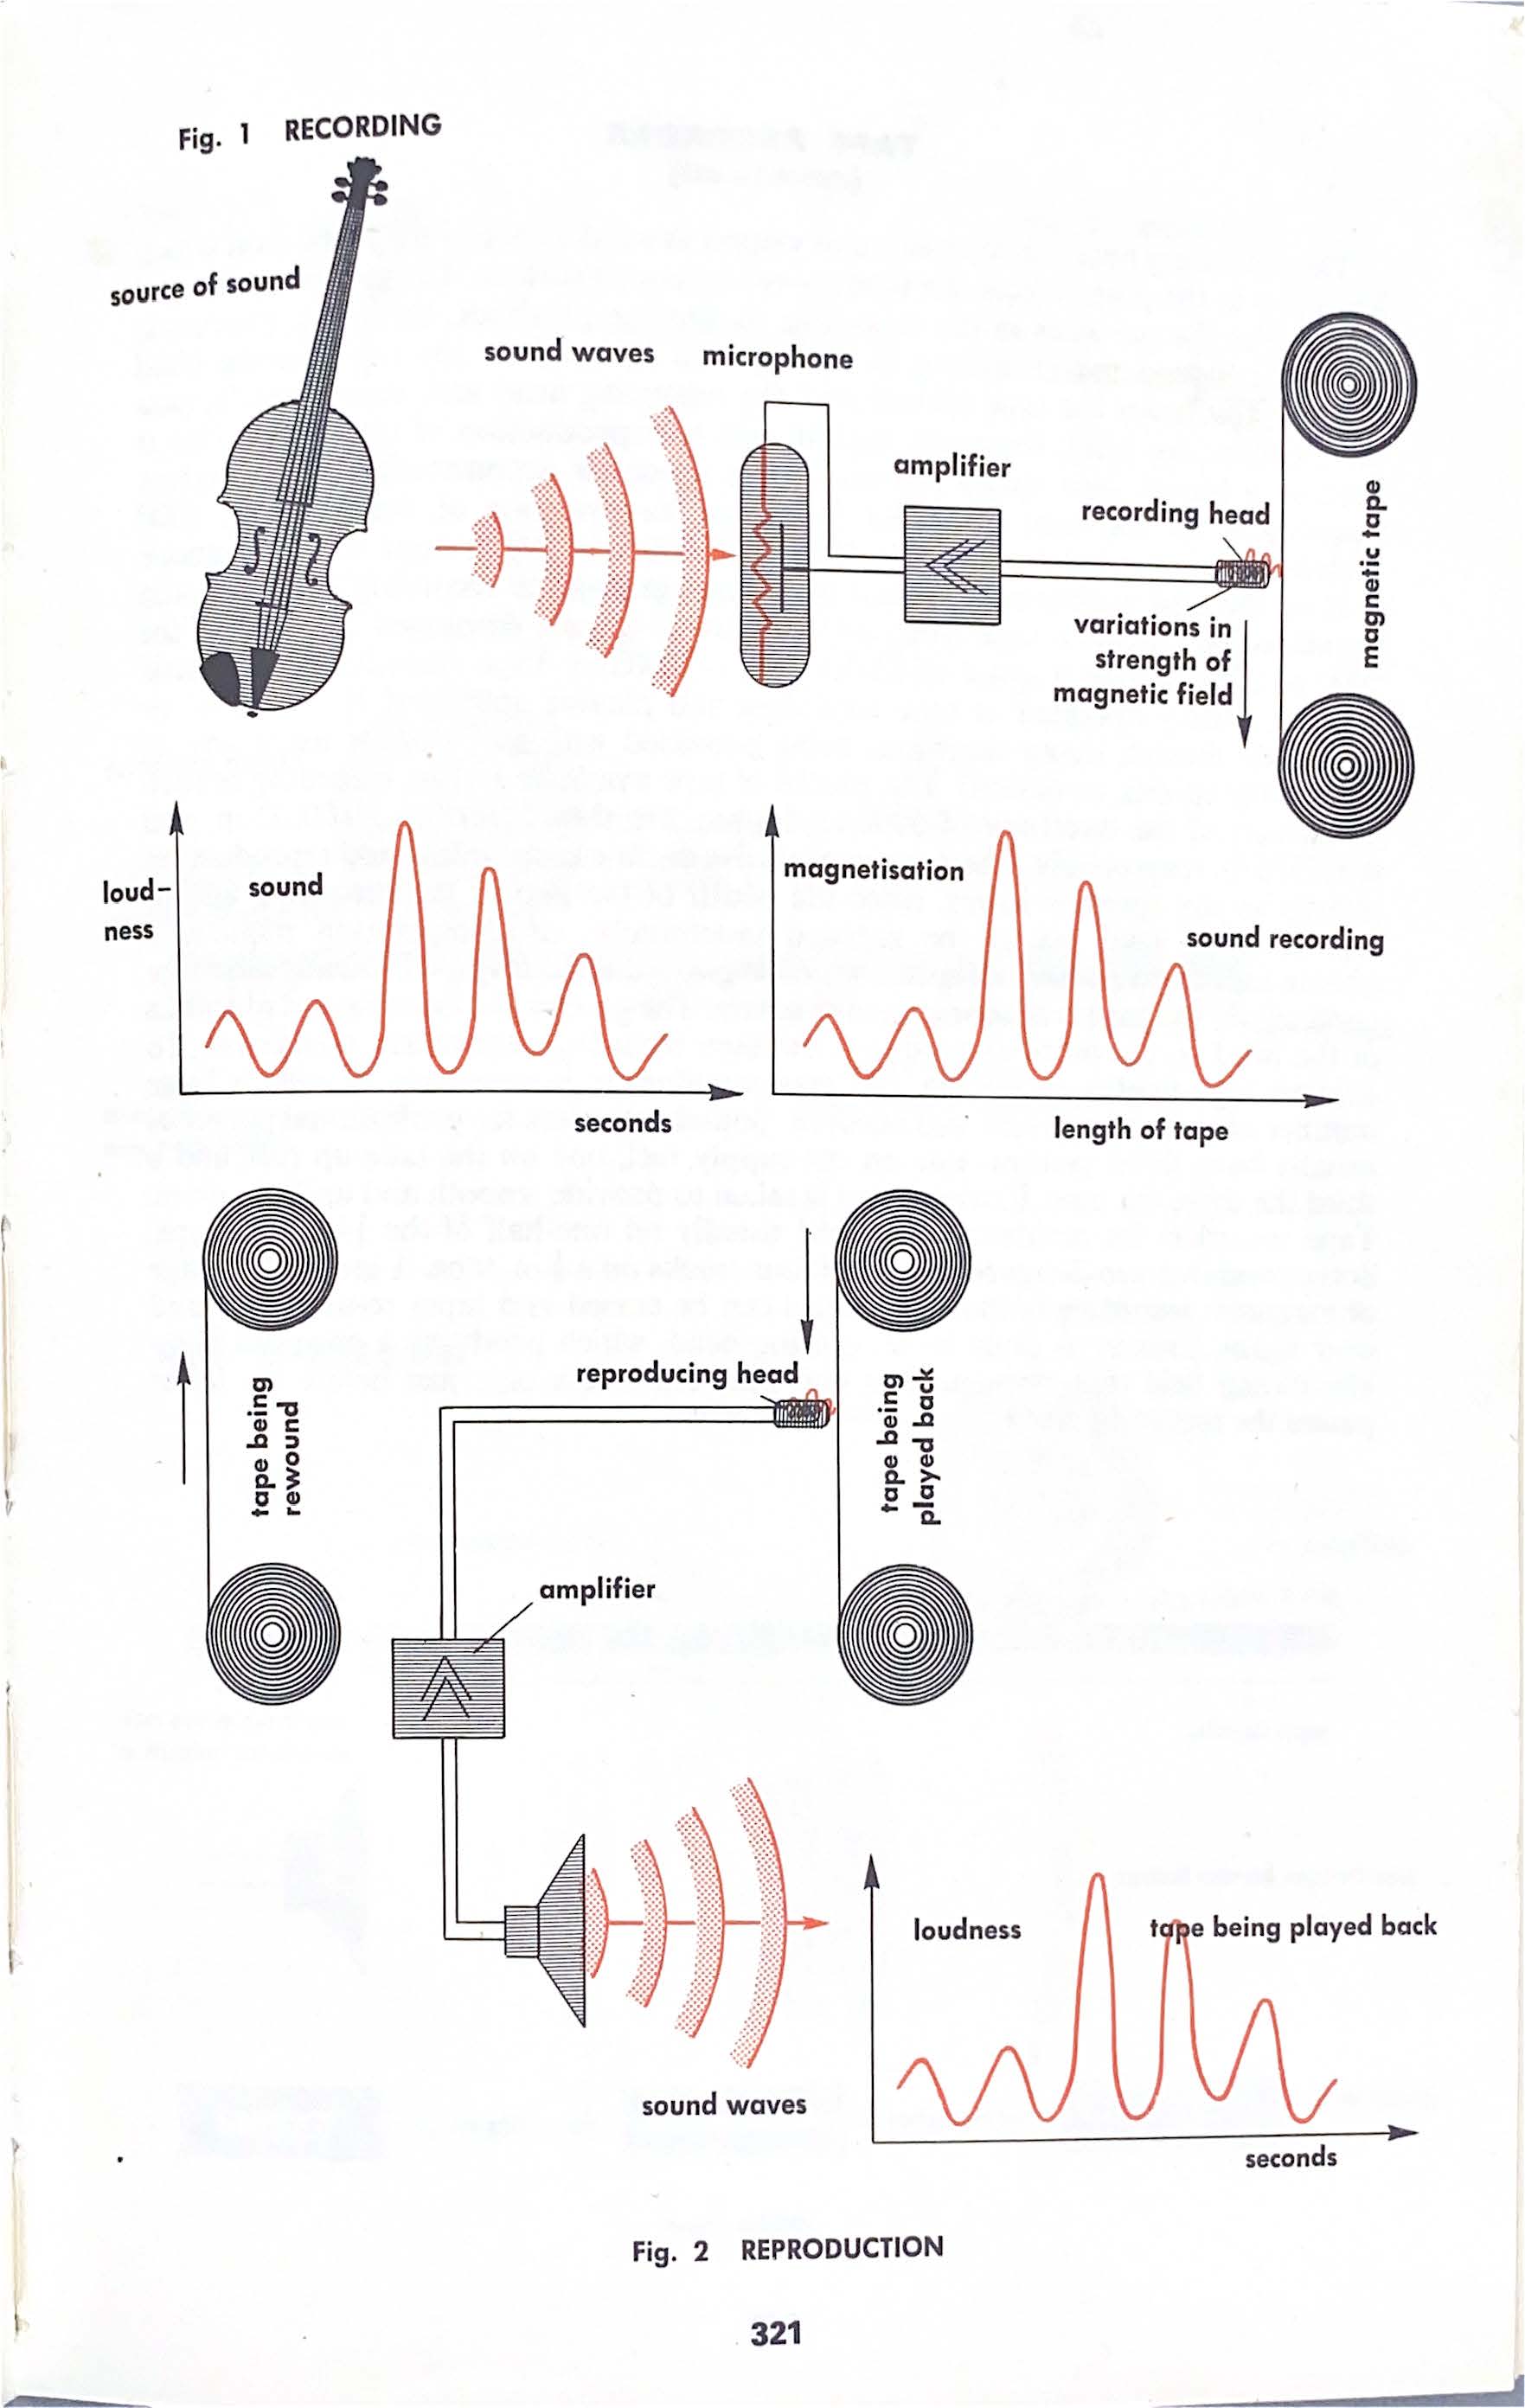 Fig. 1 RECORDING
source of sound
sound waves
microphone
amplifier
recording head
magnetic tape
variations in
strength of
magnetic field
loud-
ness
sound
seconds
magnetisation
sound recording
length of tape
tape being
rewound
reproducing head
tape being
played back
amplifier
sound waves
loudness
tape being played back
seconds
Fig. 2 REPRODUCTION
321